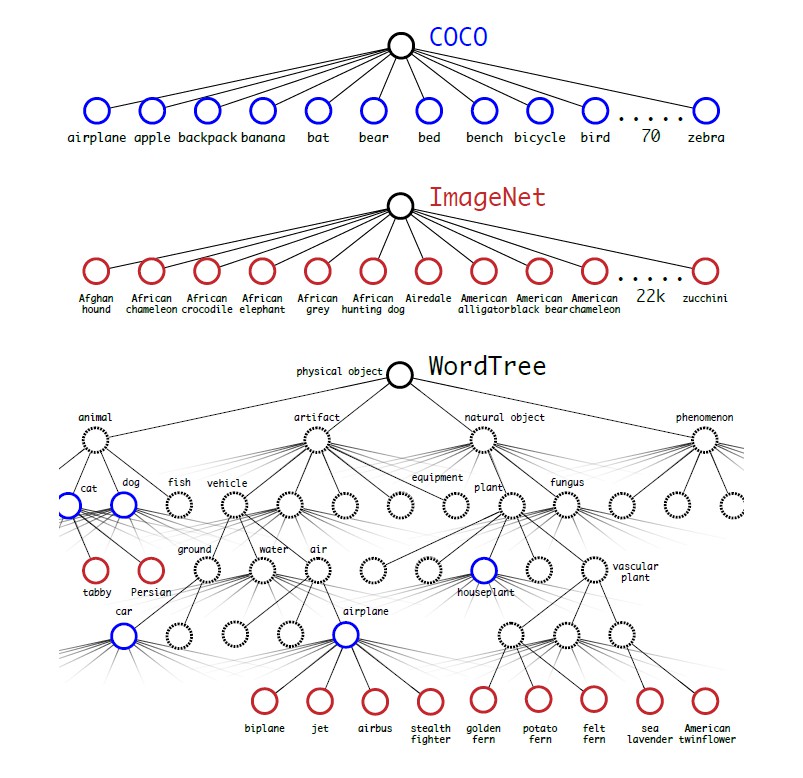 COCO
airplane apple backpack banana bat bear bed bench bicycle bird ..... 70 zebra
ImageNet
Afghan hound
African chameleon
African crocodile
African elephant
African grey
African hunting dog
Airedale
American alligator
American black bear
American chameleon
..... 22k
zucchini
WordTree
physical object
animal artifact natural object phenomenon
cat dog fish vehicle equipment plant fungus
ground water air vascular plant
tabby Persian houseplant
car airplane
biplane jet airbus
stealth fighter
golden fern
potato fern
felt fern
sea lavender
American twinflower